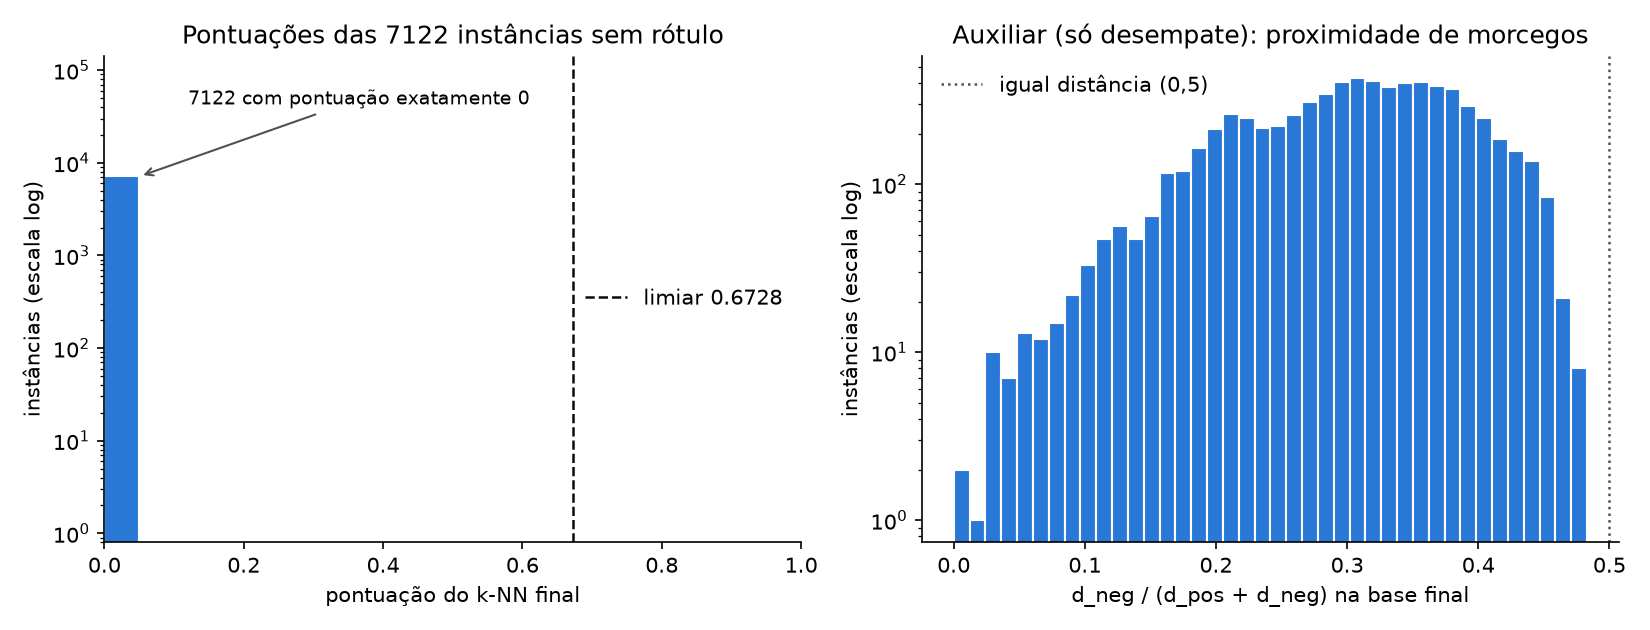 Pontuações das 7122 instâncias sem rótulo
10^5
10^4
10^3
10^2
10^1
10^0
instâncias (escala log)
7122 com pontuação exatamente 0
limiar 0.6728
0.0 0.2 0.4 0.6 0.8 1.0
pontuação do k-NN final
Auxiliar (só desempate): proximidade de morcegos
igual distância (0,5)
10^2
10^1
10^0
instâncias (escala log)
0.0 0.1 0.2 0.3 0.4 0.5
d_neg / (d_pos + d_neg) na base final